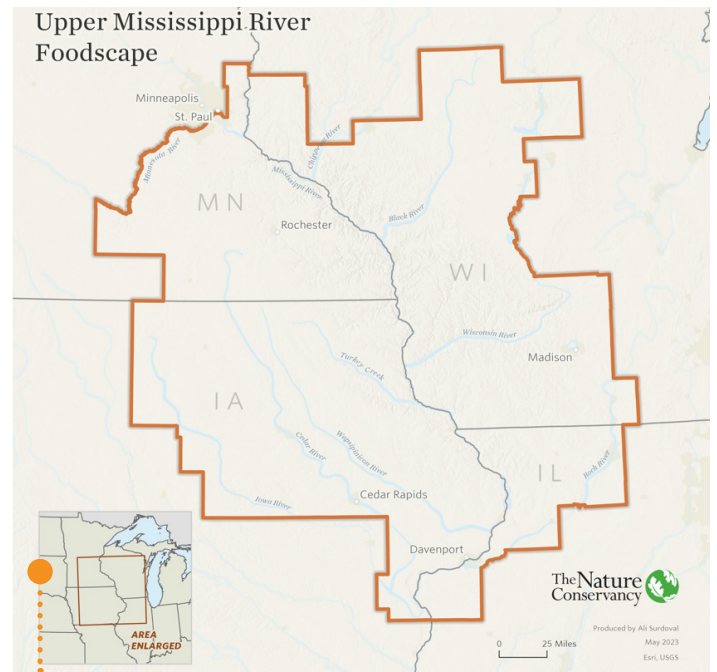 Upper Mississippi River
Foodscape
Minneapolis
St. Paul
Minnesota River
Chippewa River
Mississippi River
MN
Rochester
Black River
WI
Wisconsin River
Madison
Turkey Creek
IA
Wapsipinicon River
Cedar River
Iowa River
Cedar Rapids
IL
Rock River
Davenport
AREA
ENLARGED
The Nature
Conservancy
0 25 Miles
Produced by Ali Surdoval
May 2023
Esri, USGS